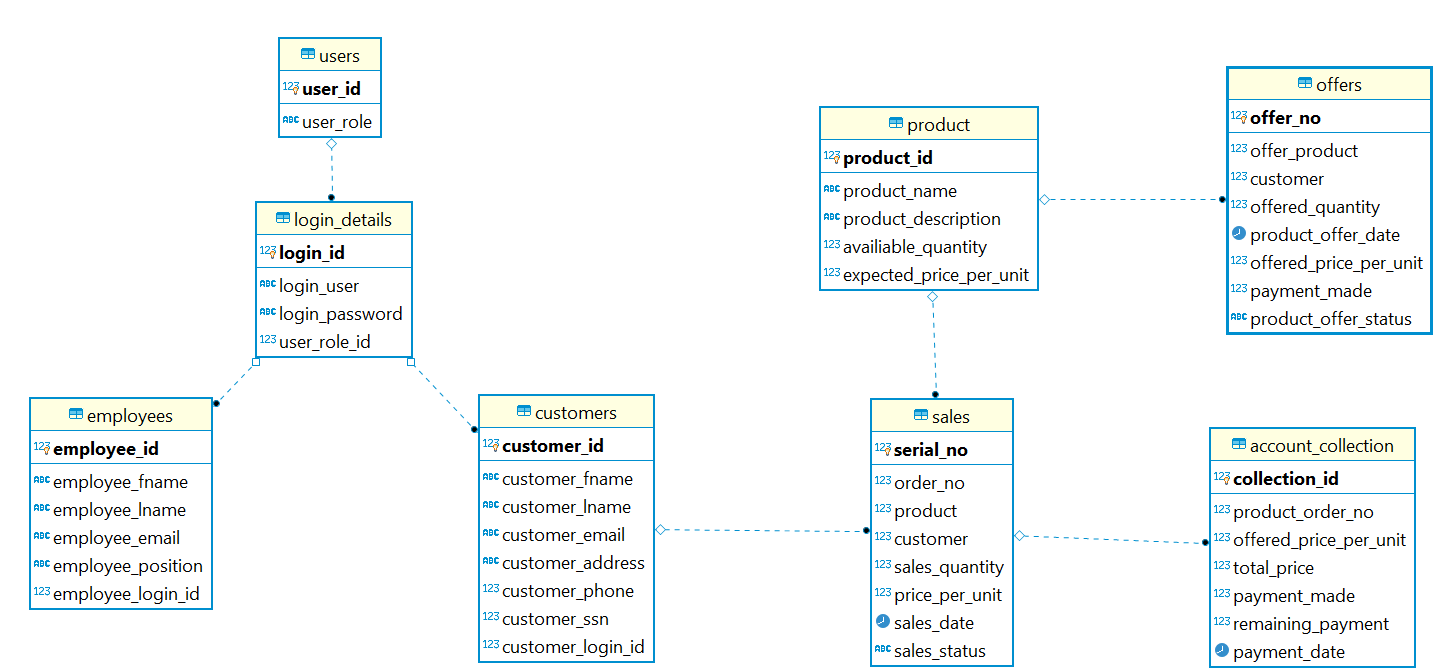 users
123 user_id
ABC user_role
login_details
123 login_id
ABC login_user
ABC login_password
123 user_role_id
employees
123 employee_id
ABC employee_fname
ABC employee_lname
ABC employee_email
ABC employee_position
123 employee_login_id
customers
123 customer_id
ABC customer_fname
ABC customer_lname
ABC customer_email
ABC customer_address
123 customer_phone
123 customer_ssn
123 customer_login_id
product
123 product_id
ABC product_name
ABC product_description
123 availiable_quantity
123 expected_price_per_unit
sales
123 serial_no
123 order_no
123 product
123 customer
123 sales_quantity
123 price_per_unit
sales_date
ABC sales_status
offers
123 offer_no
123 offer_product
123 customer
123 offered_quantity
product_offer_date
123 offered_price_per_unit
123 payment_made
ABC product_offer_status
account_collection
123 collection_id
123 product_order_no
123 offered_price_per_unit
123 total_price
123 payment_made
123 remaining_payment
payment_date